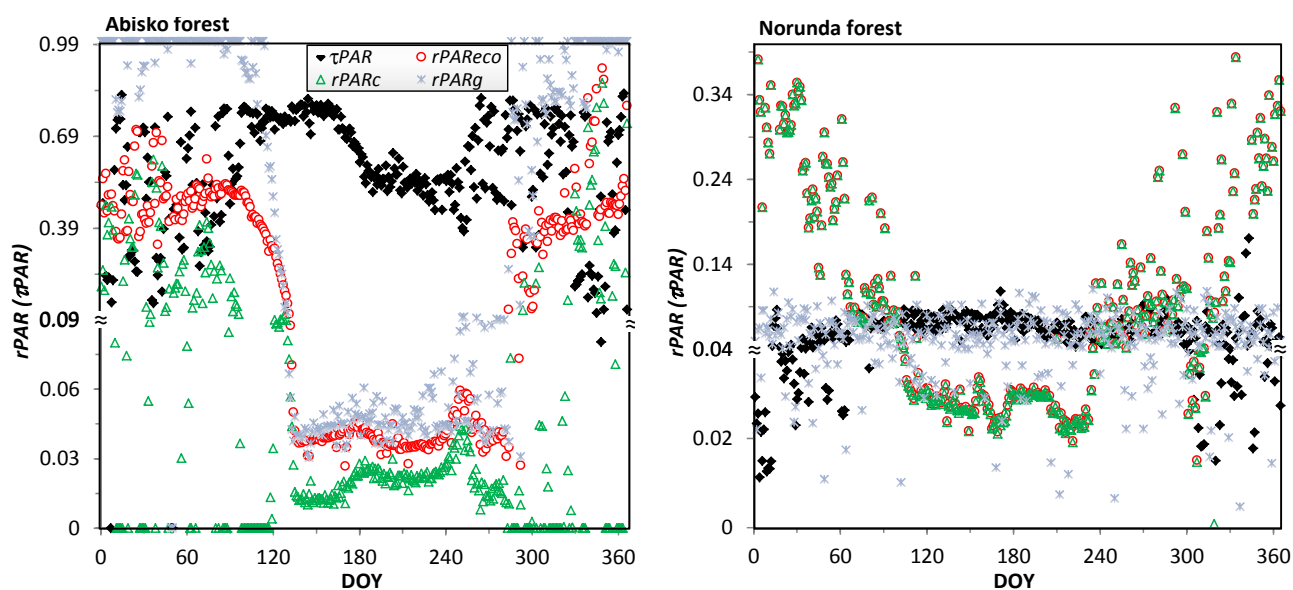 Abisko forest
Norunda forest
0.99
0.69
0.39
0.09
0.06
0.03
0
rPAR (τPAR)
≈
≈
τPAR
rPAReco
rPARc
rPARg
0 60 120 180 240 300 360
DOY
0.34
0.24
0.14
0.04
0.02
0
rPAR (τPAR)
≈
≈
0 60 120 180 240 300 360
DOY